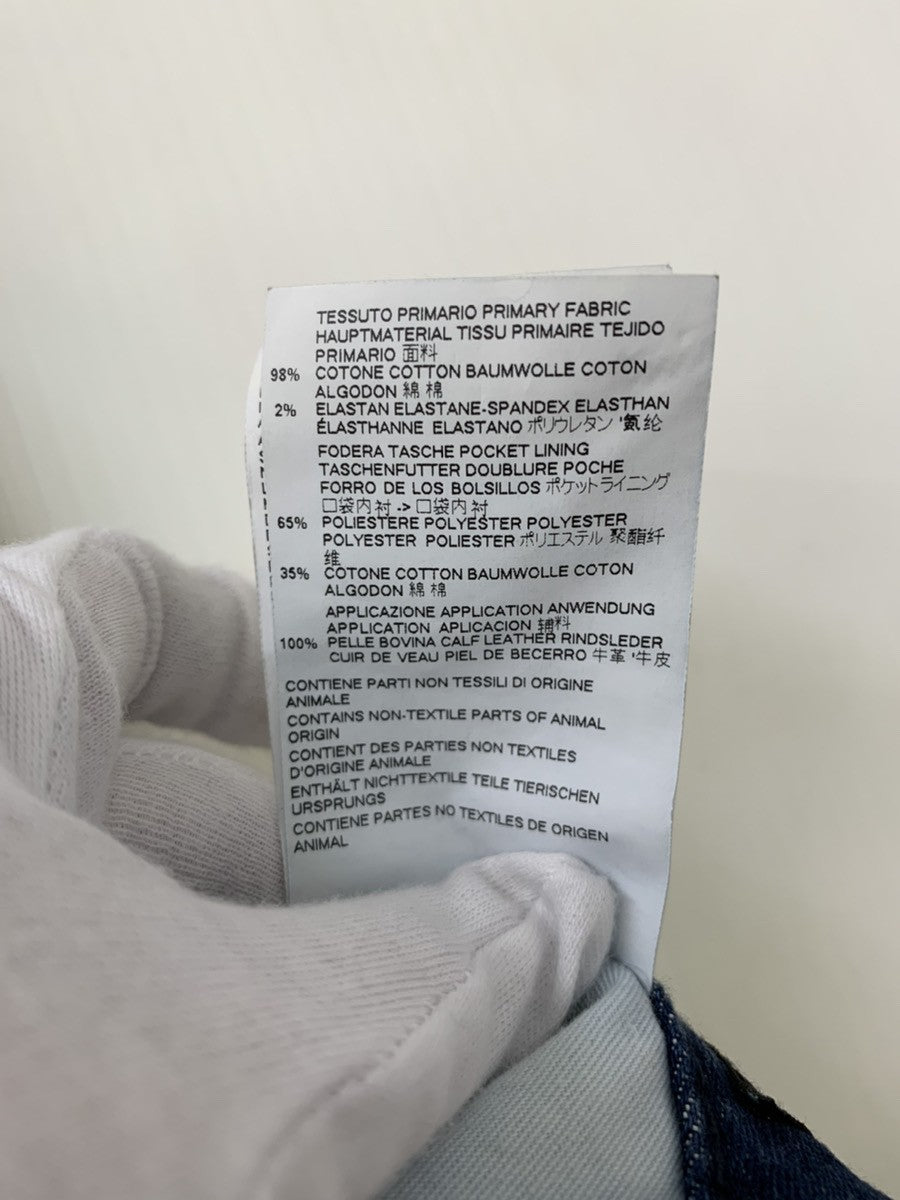 TESSUTO PRIMARIO PRIMARY FABRIC
HAUPTMATERIAL TISSU PRIMAIRE TEJIDO
PRIMARIO 面料
98% COTONE COTTON BAUMWOLLE COTON
ALGODON 綿 棉
2% ELASTAN ELASTANE-SPANDEX ELASTHAN
ÉLASTHANNE ELASTANO ポリウレタン '氨纶
FODERA TASCHE POCKET LINING
TASCHENFUTTER DOUBLURE POCHE
FORRO DE LOS BOLSILLOS ポケットライニング
口袋内衬 -> 口袋内衬
65% POLIESTERE POLYESTER POLYESTER
POLYESTER POLIESTER ポリエステル 聚酯纤
维
35% COTONE COTTON BAUMWOLLE COTON
ALGODON 綿 棉
APPLICAZIONE APPLICATION ANWENDUNG
APPLICATION APLICACION 辅料
100% PELLE BOVINA CALF LEATHER RINDSLEDER
CUIR DE VEAU PIEL DE BECERRO 牛革 '牛皮
CONTIENE PARTI NON TESSILI DI ORIGINE
ANIMALE
CONTAINS NON-TEXTILE PARTS OF ANIMAL
ORIGIN
CONTIENT DES PARTIES NON TEXTILES
D'ORIGINE ANIMALE
ENTHÄLT NICHTTEXTILE TEILE TIERISCHEN
URSPRUNGS
CONTIENE PARTES NO TEXTILES DE ORIGEN
ANIMAL